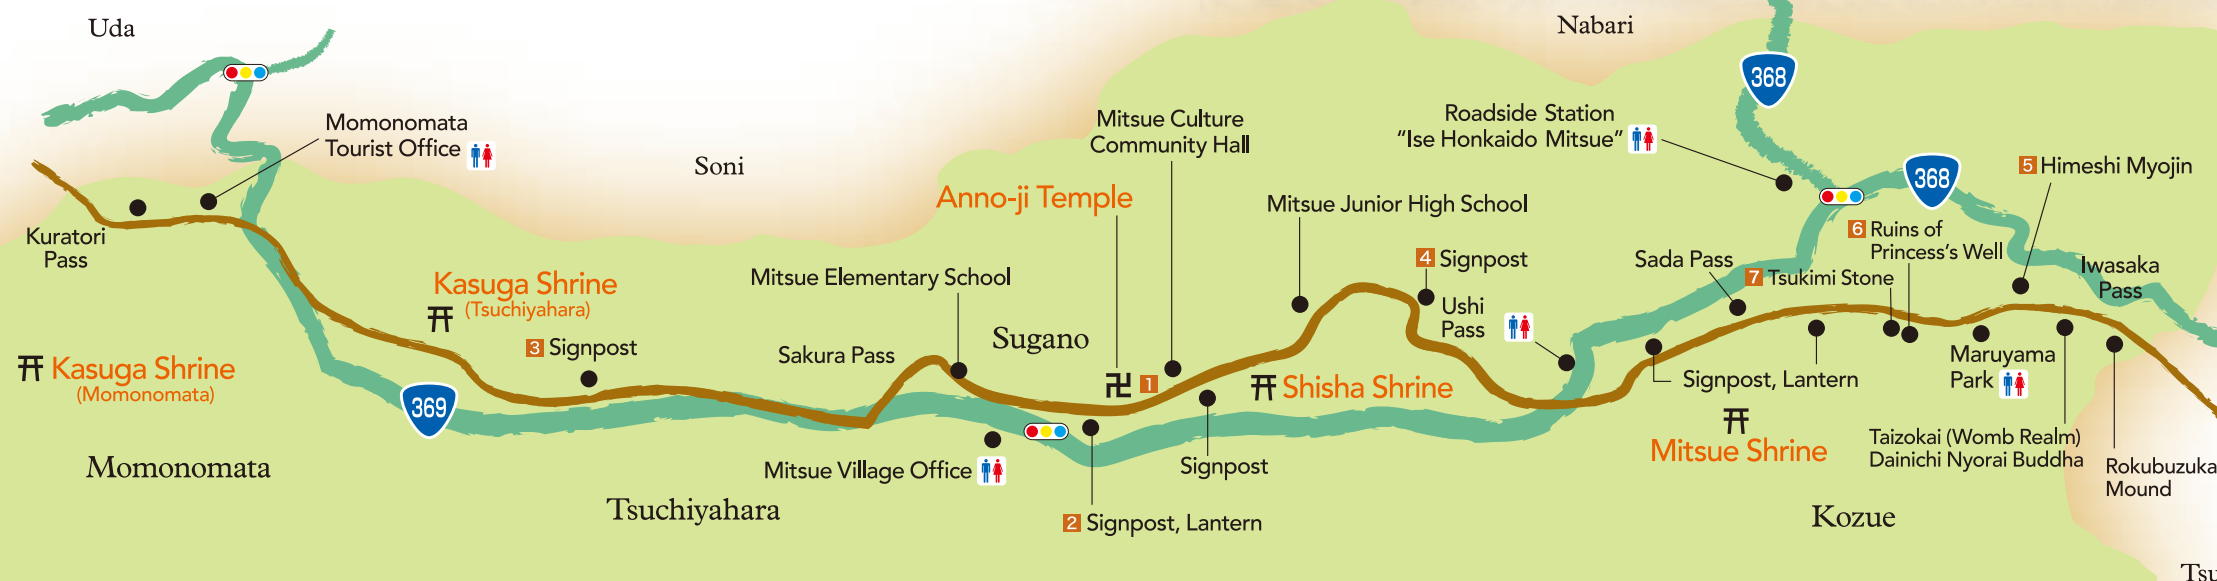 Uda
Nabari
368
Momonomata
Tourist Office
Soni
Mitsue Culture
Community Hall
Roadside Station
“Ise Honkaido Mitsue”
368
5 Himeshi Myojin
Anno-ji Temple
Mitsue Junior High School
Kuratori
Pass
6 Ruins of
Princess’s Well
4 Signpost
Sada Pass
7 Tsukimi Stone
Iwasaka
Pass
Kasuga Shrine
(Tsuchiyahara)
Mitsue Elementary School
Ushi
Pass
3 Signpost
Sakura Pass
Sugano
卍 1
Shisha Shrine
Signpost, Lantern
Maruyama
Park
Kasuga Shrine
(Momonomata)
369
Mitsue Shrine
Taizokai (Womb Realm)
Dainichi Nyorai Buddha
Rokubuzuka
Mound
Momonomata
Mitsue Village Office
Signpost
Tsuchiyahara
2 Signpost, Lantern
Kozue
Tsu